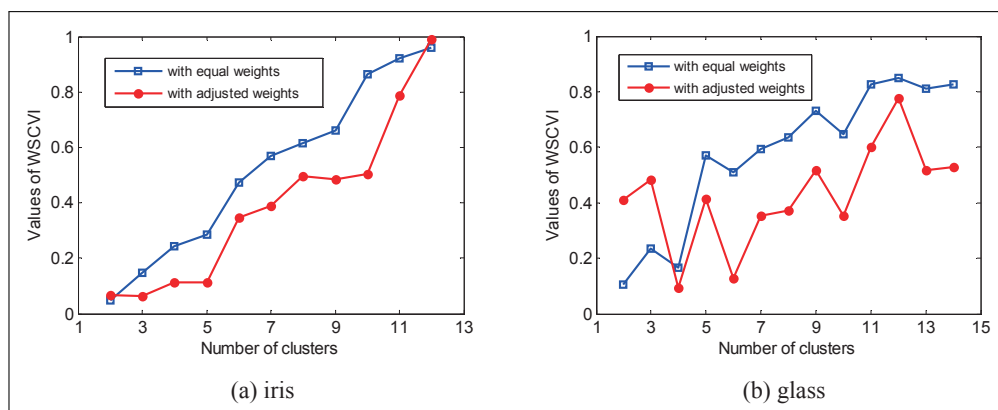 1
0.8
0.6
0.4
0.2
0
Values of WSCVI
with equal weights
with adjusted weights
1 3 5 7 9 11 13
Number of clusters
(a) iris
1
0.8
0.6
0.4
0.2
0
Values of WSCVI
with equal weights
with adjusted weights
1 3 5 7 9 11 13 15
Number of clusters
(b) glass